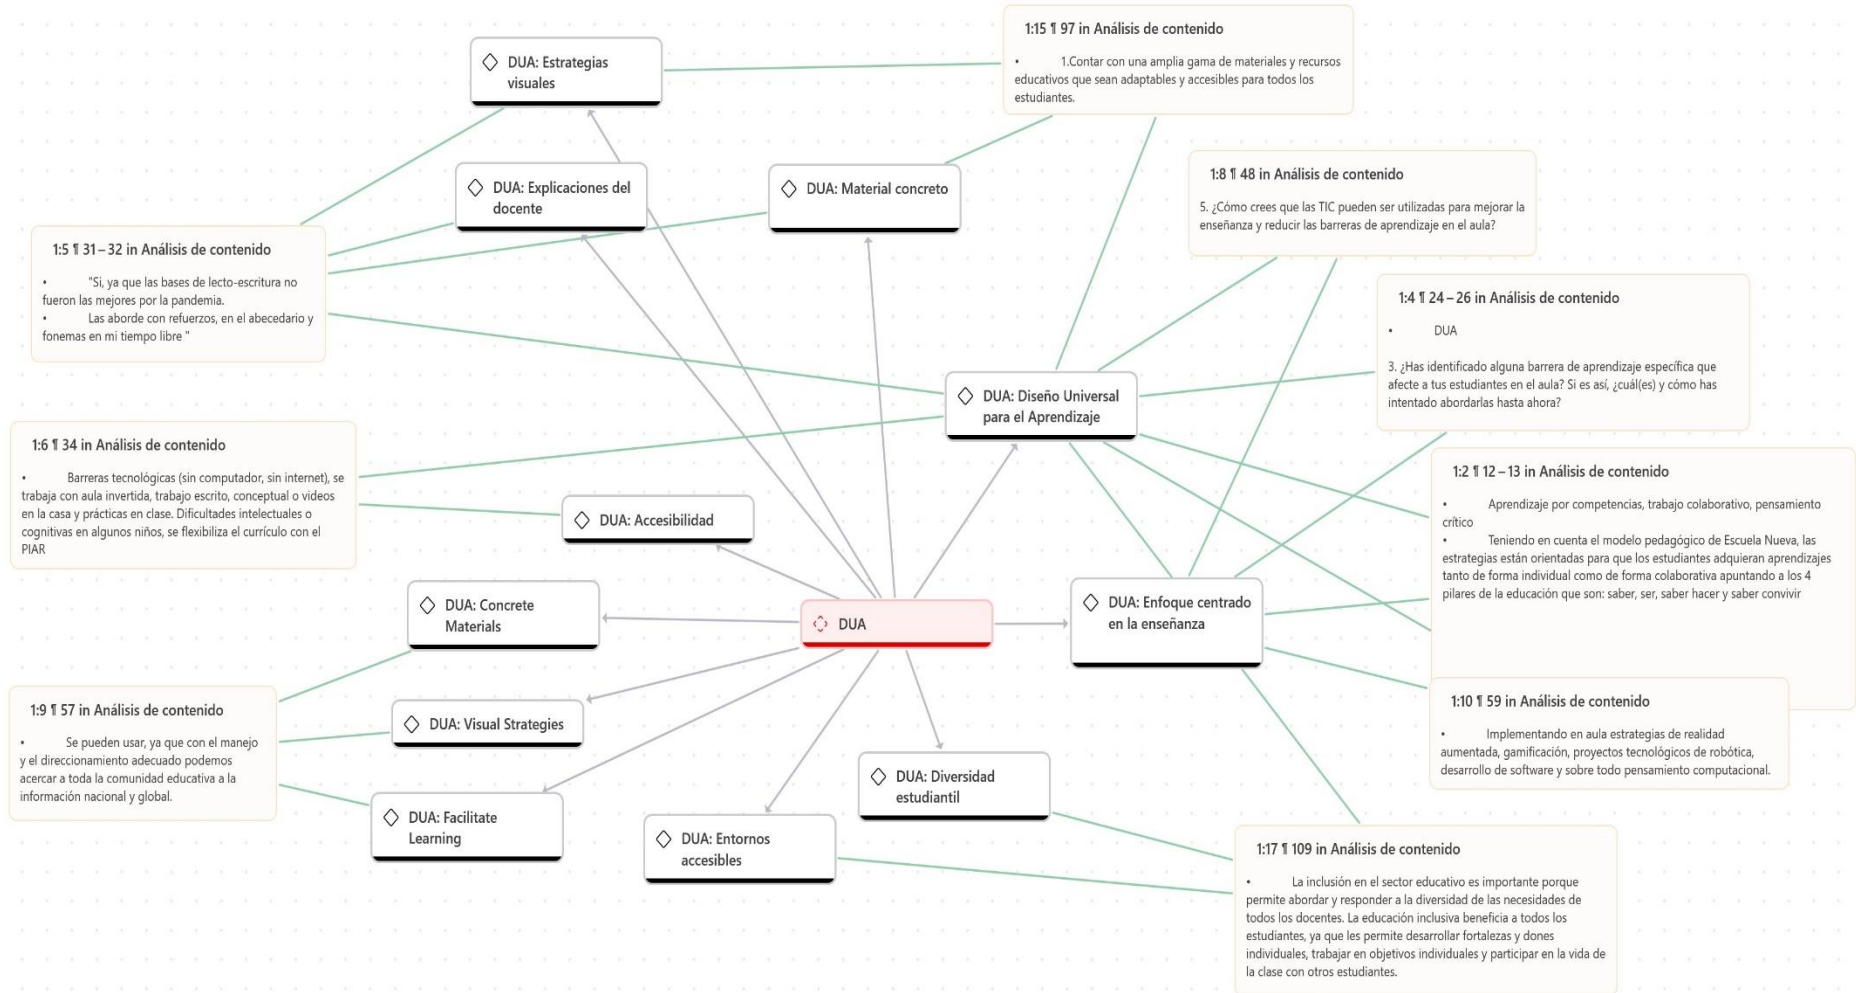 DUA: Estrategias
visuales
1:15 ¶ 97 in Análisis de contenido
• 1.Contar con una amplia gama de materiales y recursos
educativos que sean adaptables y accesibles para todos los
estudiantes.
DUA: Explicaciones del
docente
DUA: Material concreto
1:8 ¶ 48 in Análisis de contenido
5. ¿Cómo crees que las TIC pueden ser utilizadas para mejorar la
enseñanza y reducir las barreras de aprendizaje en el aula?
1:5 ¶ 31 – 32 in Análisis de contenido
• "Si, ya que las bases de lecto-escritura no
fueron las mejores por la pandemia.
• Las aborde con refuerzos, en el abecedario y
fonemas en mi tiempo libre "
1:4 ¶ 24 – 26 in Análisis de contenido
• DUA
3. ¿Has identificado alguna barrera de aprendizaje específica que
afecte a tus estudiantes en el aula? Si es así, ¿cuál(es) y cómo has
intentado abordarlas hasta ahora?
DUA: Diseño Universal
para el Aprendizaje
1:6 ¶ 34 in Análisis de contenido
• Barreras tecnológicas (sin computador, sin internet), se
trabaja con aula invertida, trabajo escrito, conceptual o videos
en la casa y prácticas en clase. Dificultades intelectuales o
cognitivas en algunos niños, se flexibiliza el currículo con el
PIAR
1:2 ¶ 12 – 13 in Análisis de contenido
• Aprendizaje por competencias, trabajo colaborativo, pensamiento
crítico
• Teniendo en cuenta el modelo pedagógico de Escuela Nueva, las
estrategias están orientadas para que los estudiantes adquieran aprendizajes
tanto de forma individual como de forma colaborativa apuntando a los 4
pilares de la educación que son: saber, ser, saber hacer y saber convivir
DUA: Accesibilidad
DUA: Concrete
Materials
DUA
DUA: Enfoque centrado
en la enseñanza
1:9 ¶ 57 in Análisis de contenido
• Se pueden usar, ya que con el manejo
y el direccionamiento adecuado podemos
acercar a toda la comunidad educativa a la
información nacional y global.
DUA: Visual Strategies
1:10 ¶ 59 in Análisis de contenido
• Implementando en aula estrategias de realidad
aumentada, gamificación, proyectos tecnológicos de robótica,
desarrollo de software y sobre todo pensamiento computacional.
DUA: Diversidad
estudiantil
DUA: Facilitate
Learning
DUA: Entornos
accesibles
1:17 ¶ 109 in Análisis de contenido
• La inclusión en el sector educativo es importante porque
permite abordar y responder a la diversidad de las necesidades de
todos los docentes. La educación inclusiva beneficia a todos los
estudiantes, ya que les permite desarrollar fortalezas y dones
individuales, trabajar en objetivos individuales y participar en la vida de
la clase con otros estudiantes.